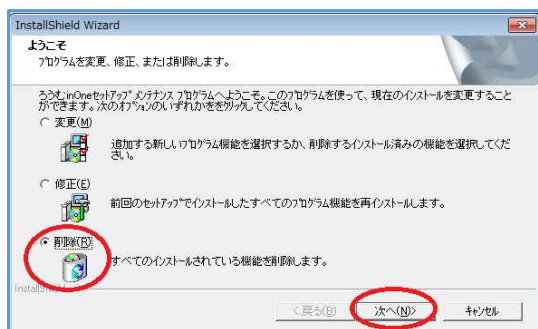 InstallShield Wizard
ようこそ
プログラムを変更、修正、または削除します。
ろうむinOneセットアップ メンテナンス プログラムへようこそ。このプログラムを使って、現在のインストールを変更すること
ができます。次のオプションのいずれかををクリックしてください。
変更(M)
追加する新しいプログラム機能を選択するか、削除するインストール済みの機能を選択してくだ
さい。
修正(E)
前回のセットアップでインストールしたすべてのプログラム機能を再インストールします。
削除(R)
すべてのインストールされている機能を削除します。
InstallShield
< 戻る(B)
次へ(N)>
キャンセル